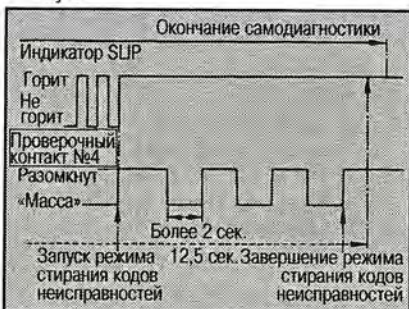 Окончание самодиагностики
Индикатор SLIP
Горит
Не
горит
Проверочный
контакт №4
Разомкнут
«Масса»
Более 2 сек.
Запуск режима 12,5 сек. Завершение режима
стирания кодов стирания кодов
неисправностей неисправностей